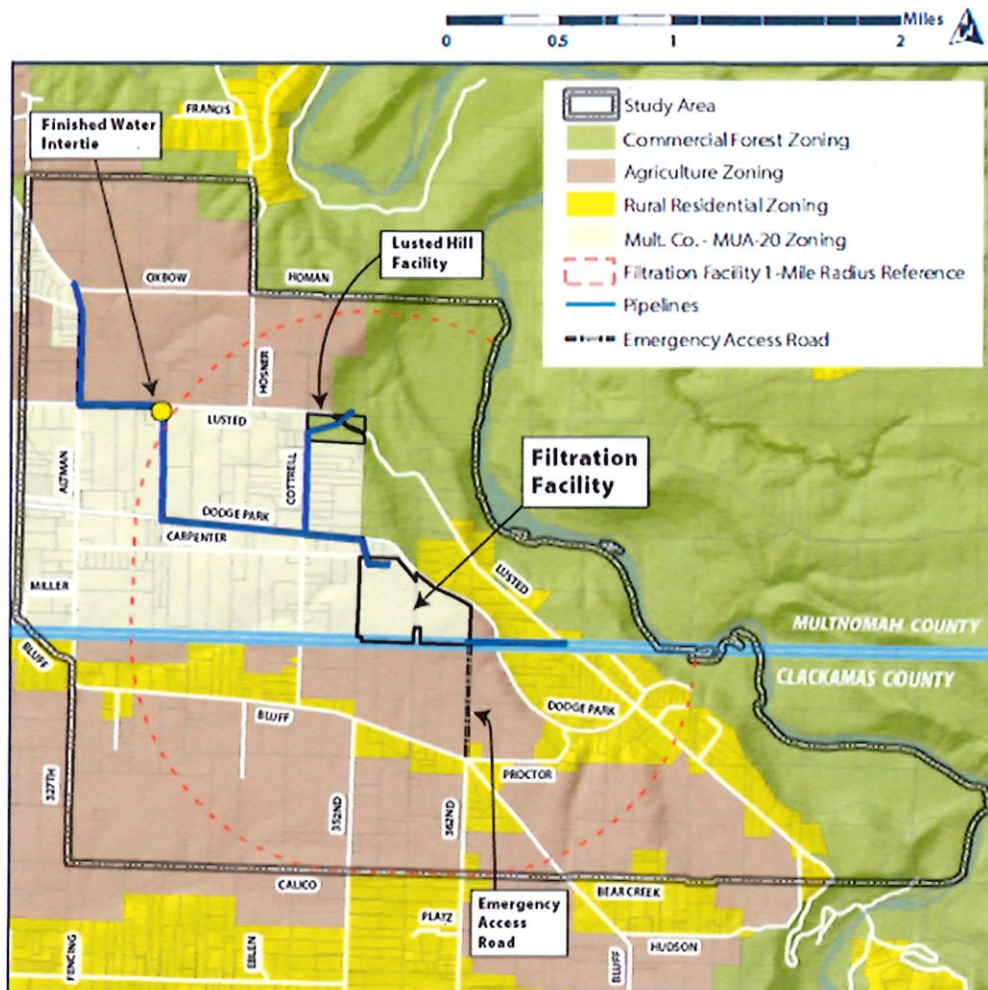 Miles
0
0.5
1
2
Study Area
Commercial Forest Zoning
Agriculture Zoning
Rural Residential Zoning
Mult. Co. - MUA-20 Zoning
Filtration Facility 1-Mile Radius Reference
Pipelines
Emergency Access Road
FRANCIS
Finished Water
Intertie
Lusted Hill
Facility
OXBOW
HOMAN
HOSNER
LUSTED
ALTMAN
COTTRELL
Filtration
Facility
DODGE PARK
CARPENTER
LUSTED
MILLER
MULTNOMAH COUNTY
CLACKAMAS COUNTY
BLUFF
BLUFF
DODGE PARK
PROCTOR
327TH
352ND
362ND
CALICO
BEAR CREEK
Emergency
Access
Road
PLATZ
HUDSON
FENCING
EBLEN
BLUFF